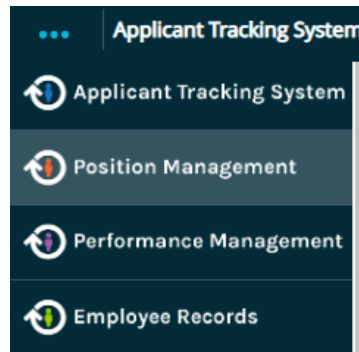 Applicant Tracking System
Applicant Tracking System
Position Management
Performance Management
Employee Records